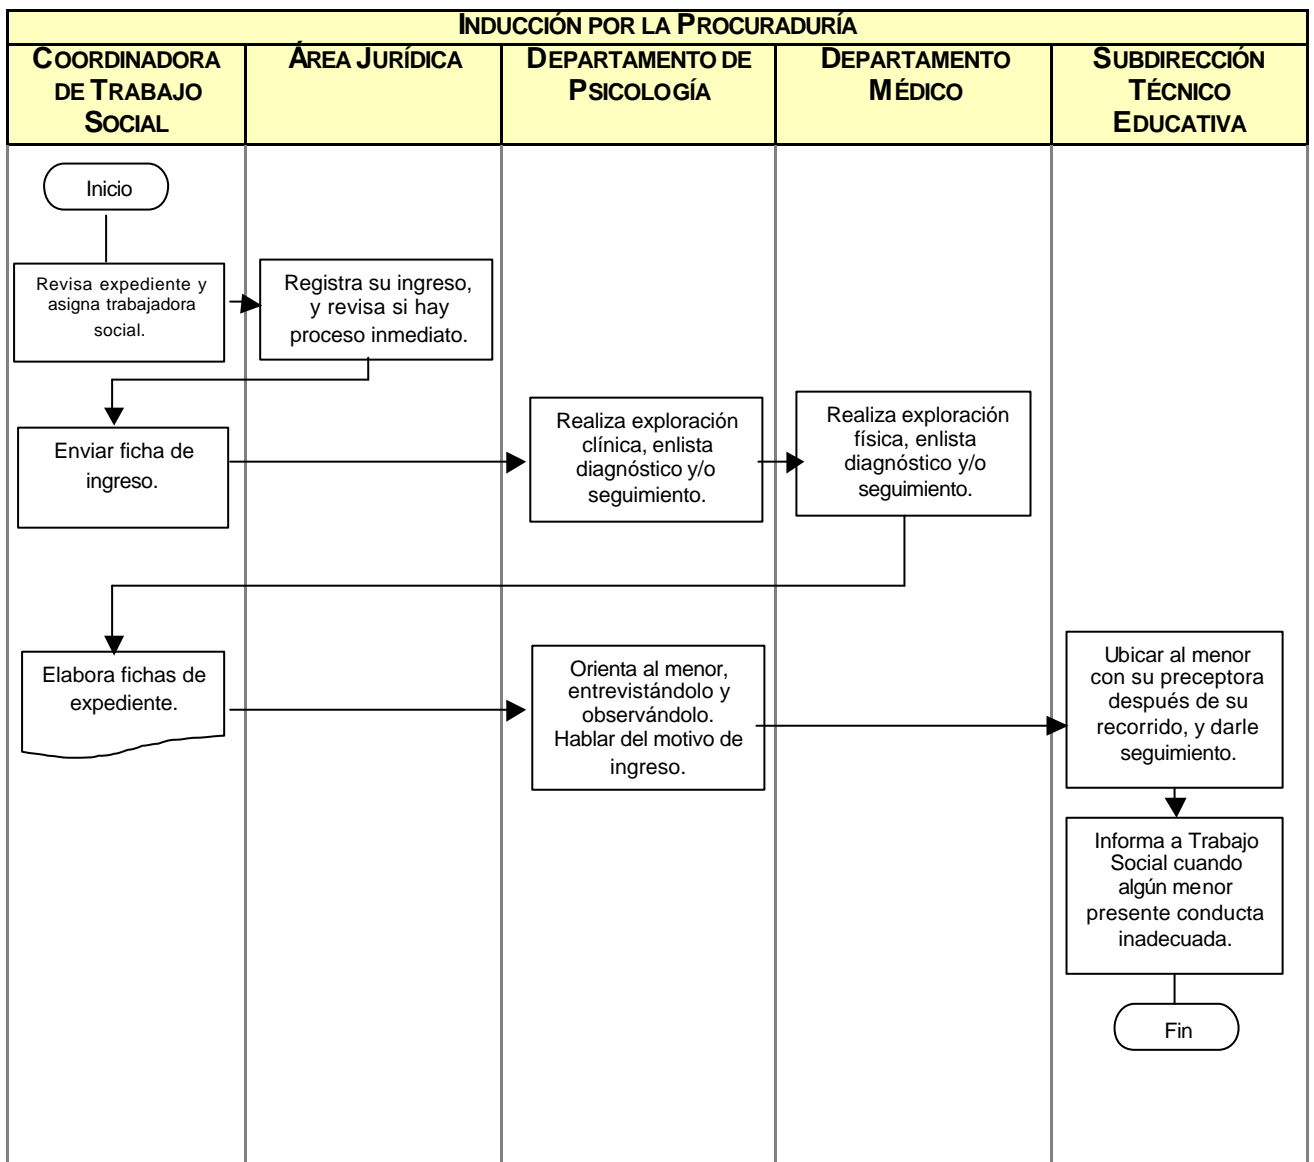 INDUCCIÓN POR LA PROCURADURÍA
COORDINADORA
DE TRABAJO
SOCIAL
ÁREA JURÍDICA
DEPARTAMENTO DE
PSICOLOGÍA
DEPARTAMENTO
MÉDICO
SUBDIRECCIÓN
TÉCNICO
EDUCATIVA
Inicio
Revisa expediente y
asigna trabajadora
social.
Registra su ingreso,
y revisa si hay
proceso inmediato.
Enviar ficha de
ingreso.
Realiza exploración
clínica, enlista
diagnóstico y/o
seguimiento.
Realiza exploración
física, enlista
diagnóstico y/o
seguimiento.
Elabora fichas de
expediente.
Orienta al menor,
entrevistándolo y
observándolo.
Hablar del motivo de
ingreso.
Ubicar al menor
con su preceptora
después de su
recorrido, y darle
seguimiento.
Informa a Trabajo
Social cuando
algún menor
presente conducta
inadecuada.
Fin